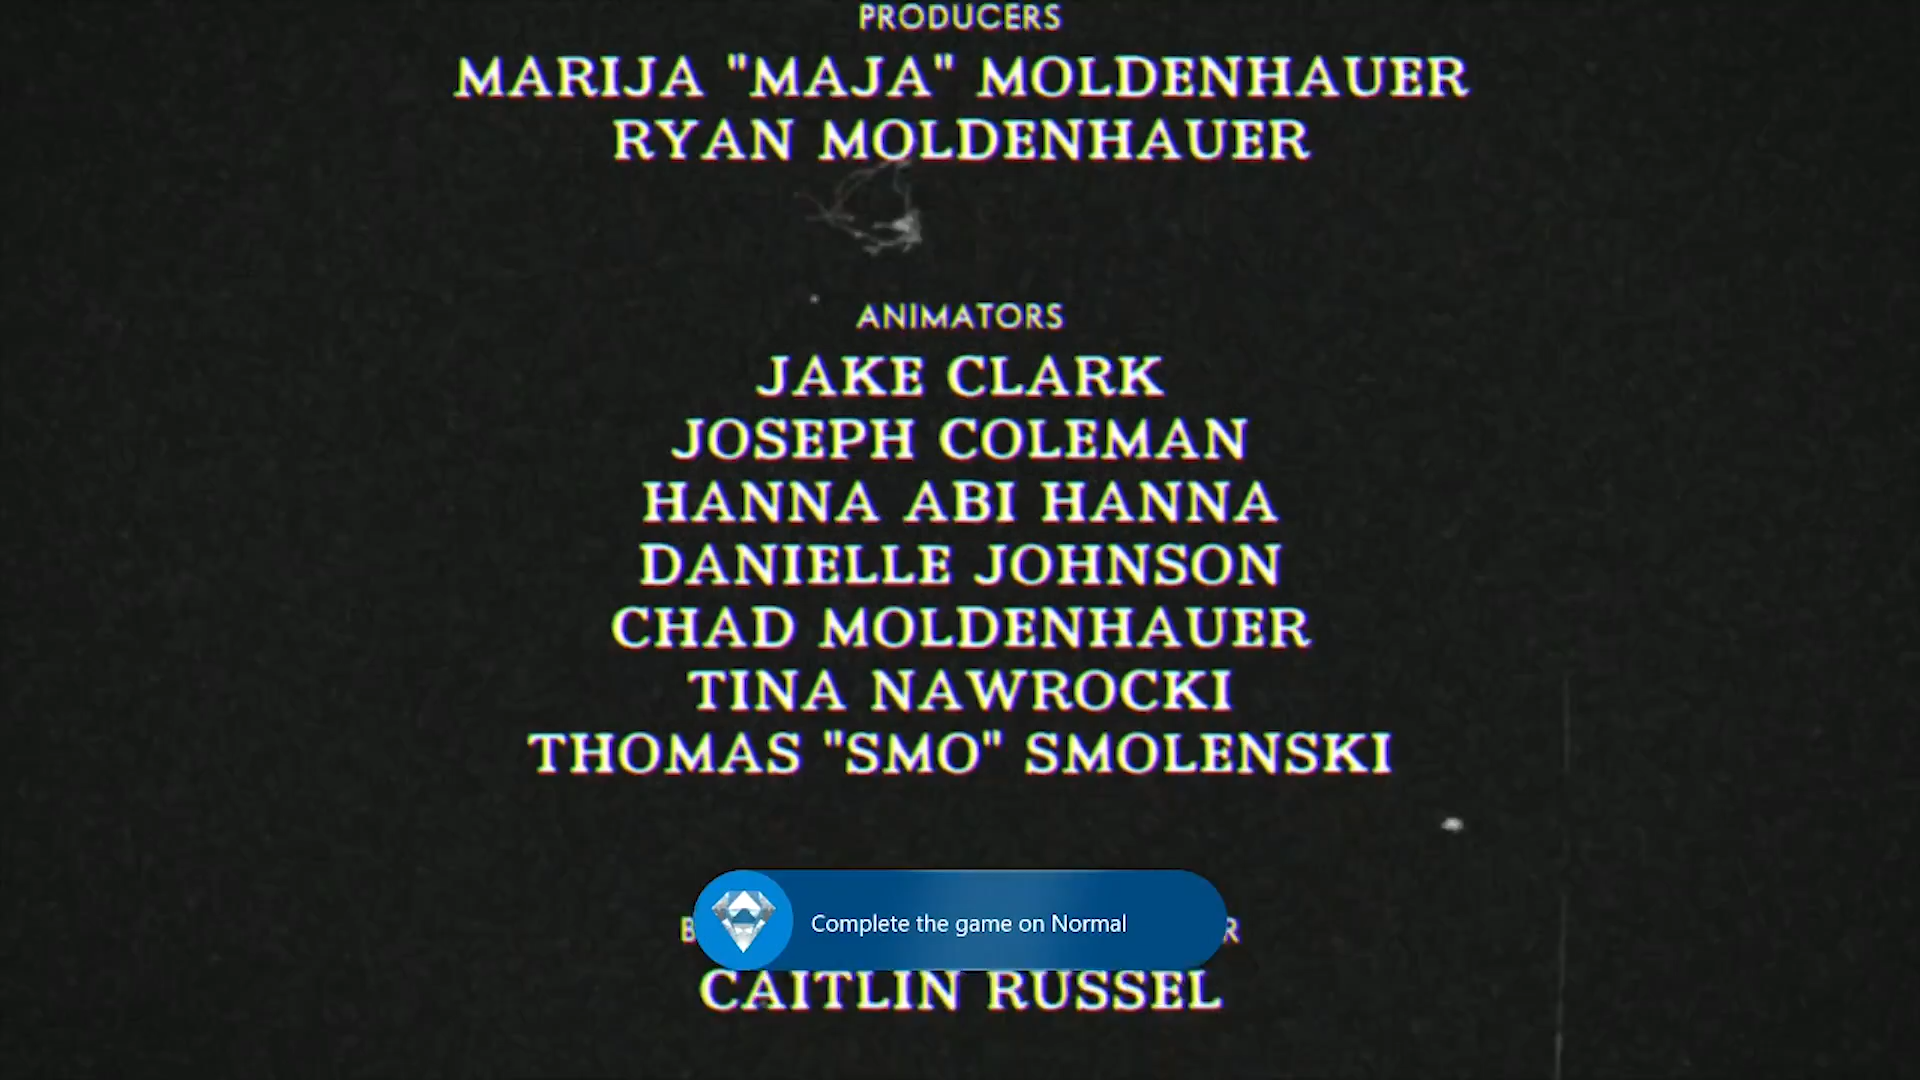 PRODUCERS
MARIJA "MAJA" MOLDENHAUER
RYAN MOLDENHAUER
ANIMATORS
JAKE CLARK
JOSEPH COLEMAN
HANNA ABI HANNA
DANIELLE JOHNSON
CHAD MOLDENHAUER
TINA NAWROCKI
THOMAS "SMO" SMOLENSKI
Complete the game on Normal
CAITLIN RUSSEL